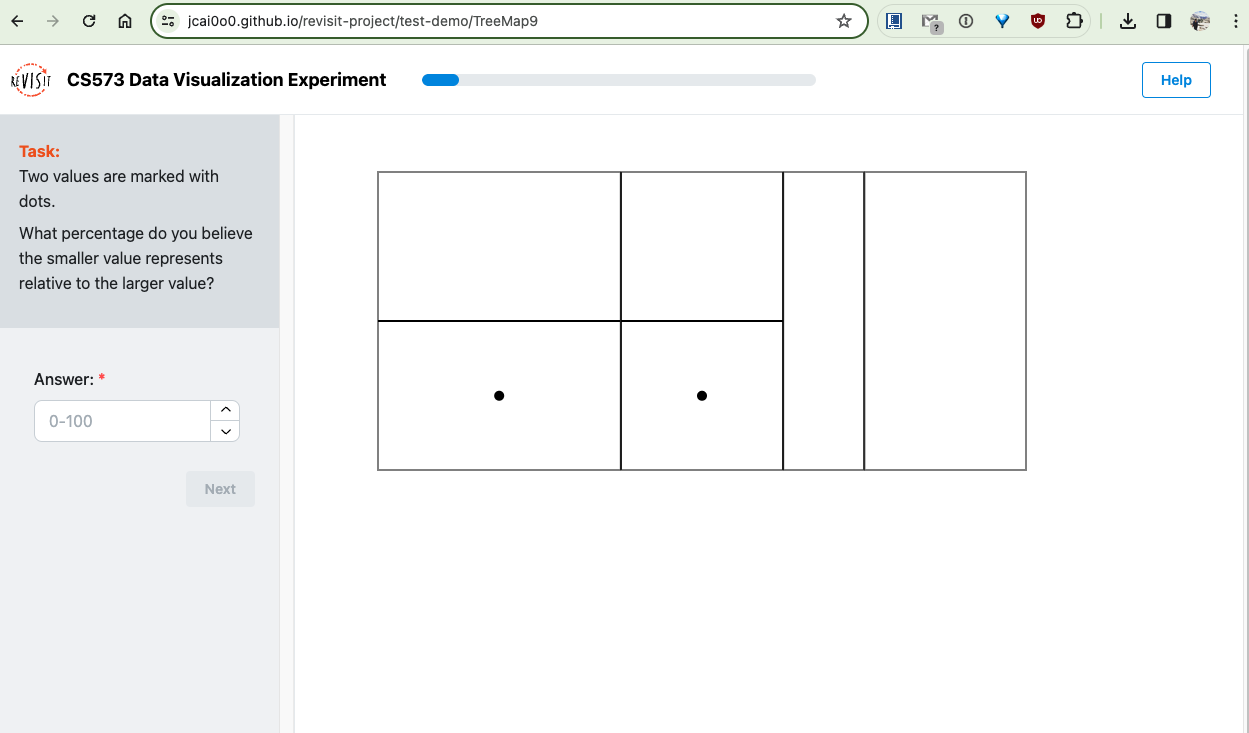 jcai0o0.github.io/revisit-project/test-demo/TreeMap9
REVISIT
CS573 Data Visualization Experiment
Help
Task:
Two values are marked with
dots.
What percentage do you believe
the smaller value represents
relative to the larger value?
Answer: *
0-100
Next